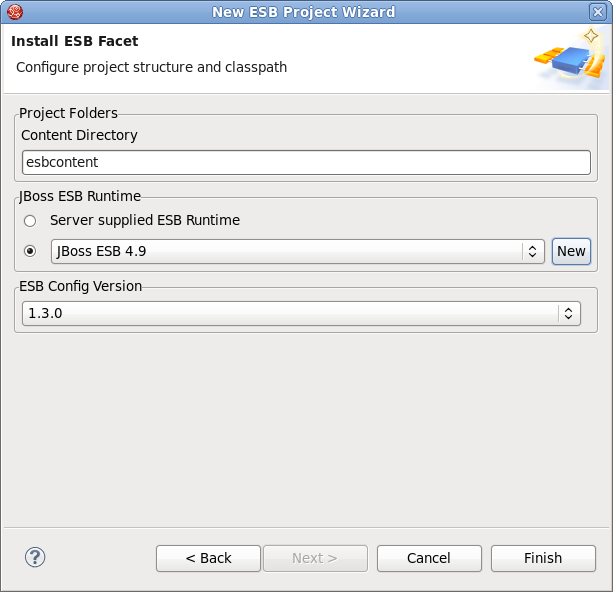 New ESB Project Wizard
Install ESB Facet
Configure project structure and classpath
Project Folders
Content Directory
esbcontent
JBoss ESB Runtime
Server supplied ESB Runtime
JBoss ESB 4.9
New
ESB Config Version
1.3.0
?
< Back
Next >
Cancel
Finish